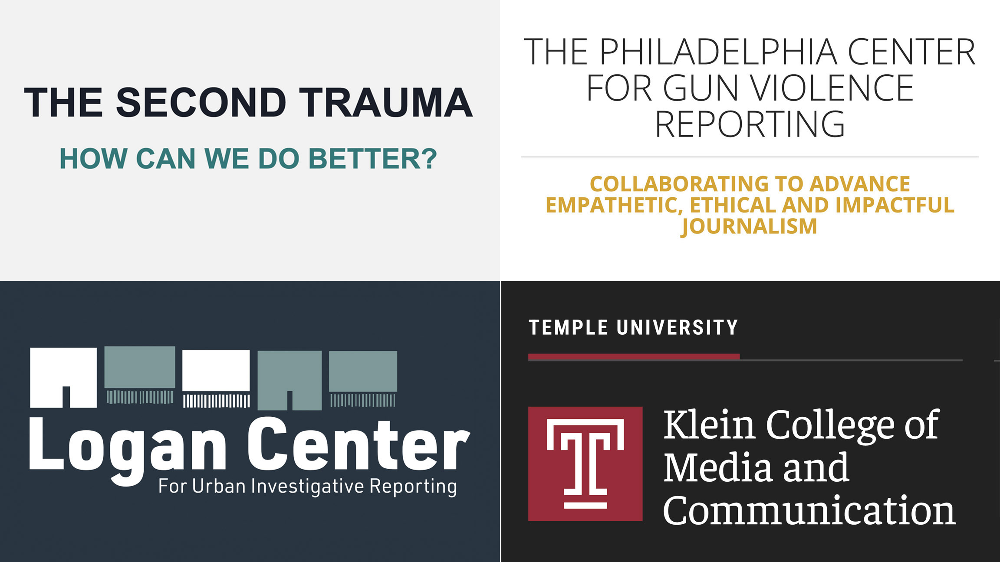 THE SECOND TRAUMA
HOW CAN WE DO BETTER?
THE PHILADELPHIA CENTER
FOR GUN VIOLENCE
REPORTING
COLLABORATING TO ADVANCE
EMPATHETIC, ETHICAL AND IMPACTFUL
JOURNALISM
Logan Center
For Urban Investigative Reporting
TEMPLE UNIVERSITY
T
Klein College of
Media and
Communication